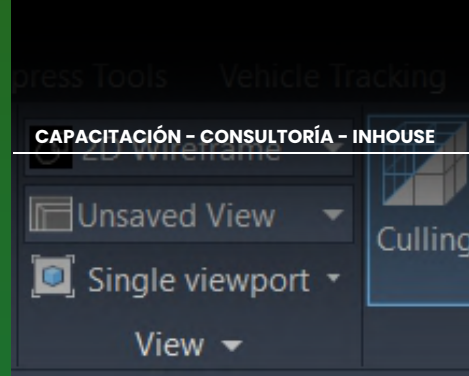 press Tools Vehicle Tracking
CAPACITACIÓN - CONSULTORÍA - INHOUSE
2D Wireframe
Unsaved View
Culling
Single viewport
View